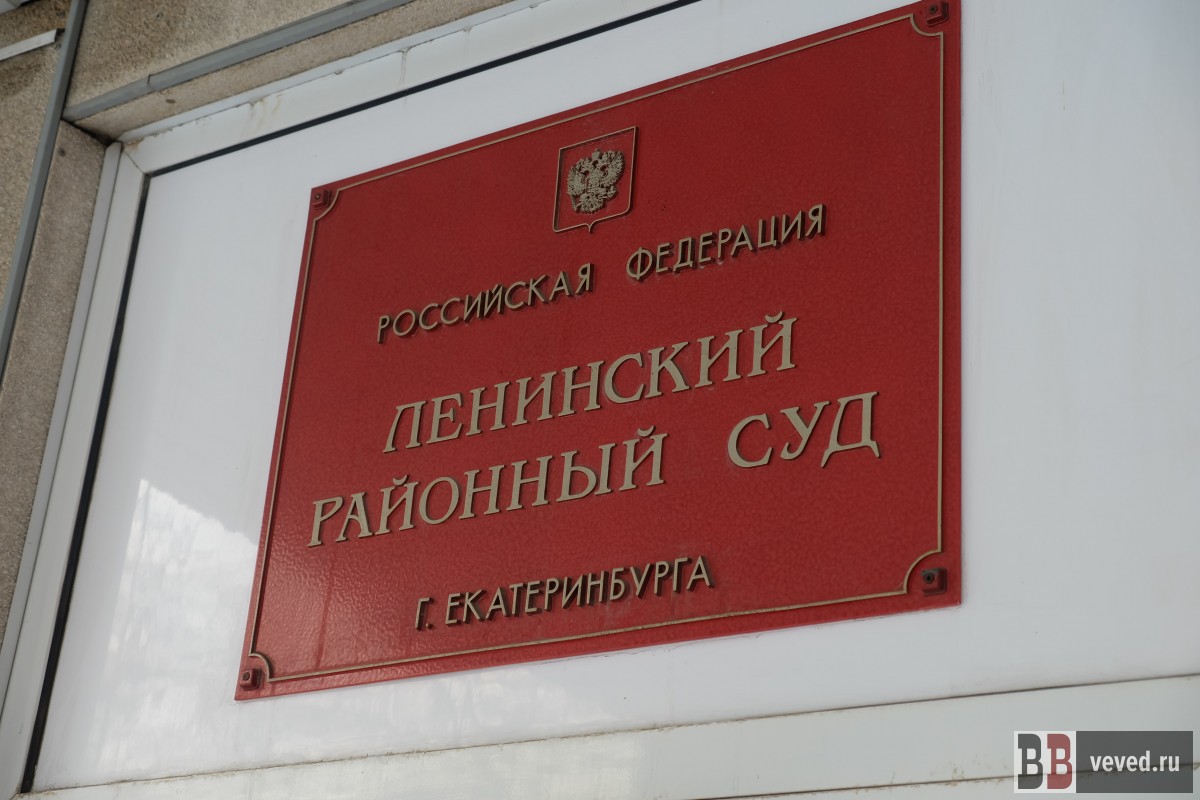 РОССИЙСКАЯ ФЕДЕРАЦИЯ
ЛЕНИНСКИЙ
РАЙОННЫЙ СУД
Г. ЕКАТЕРИНБУРГА
BB veved.ru